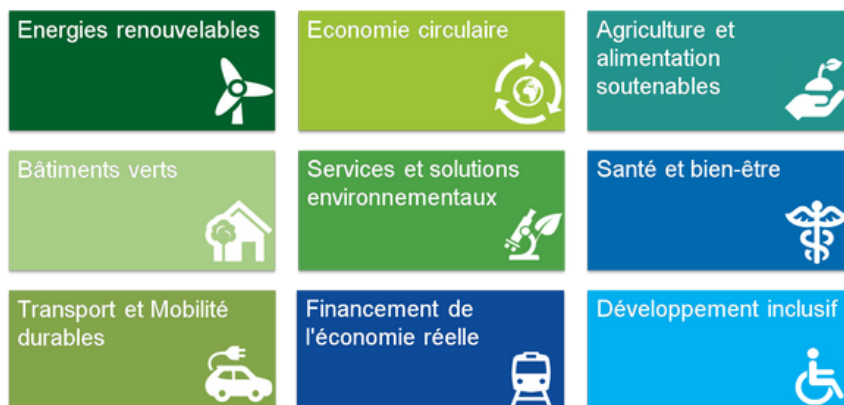 Energies renouvelables
Economie circulaire
Agriculture et
alimentation
soutenables
Bâtiments verts
Services et solutions
environnementaux
Santé et bien-être
Transport et Mobilité
durables
Financement de
l'économie réelle
Développement inclusif